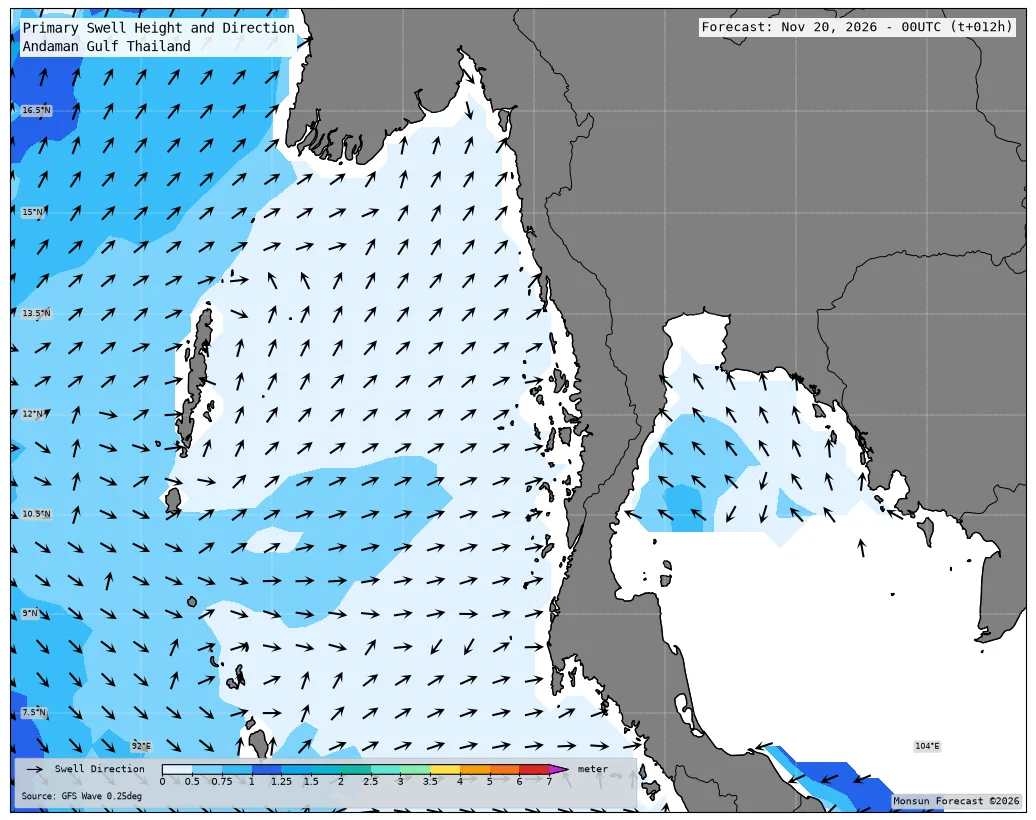 Primary Swell Height and Direction
Andaman Gulf Thailand
Forecast: Nov 20, 2026 - 00UTC (t+012h)
16.5°N
15°N
13.5°N
12°N
10.5°N
9°N
7.5°N
92°E
104°E
Swell Direction
0 0.5 0.75 1 1.25 1.5 2 2.5 3 3.5 4 5 6 7
meter
Source: GFS Wave 0.25deg
Monsun Forecast ©2026